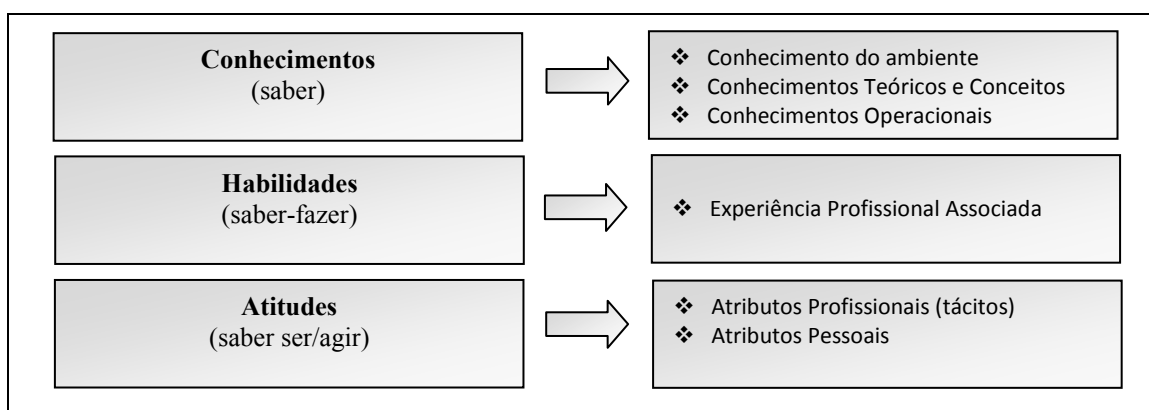 Conhecimentos
(saber)
❖ Conhecimento do ambiente
❖ Conhecimentos Teóricos e Conceitos
❖ Conhecimentos Operacionais
Habilidades
(saber-fazer)
❖ Experiência Profissional Associada
Atitudes
(saber ser/agir)
❖ Atributos Profissionais (tácitos)
❖ Atributos Pessoais